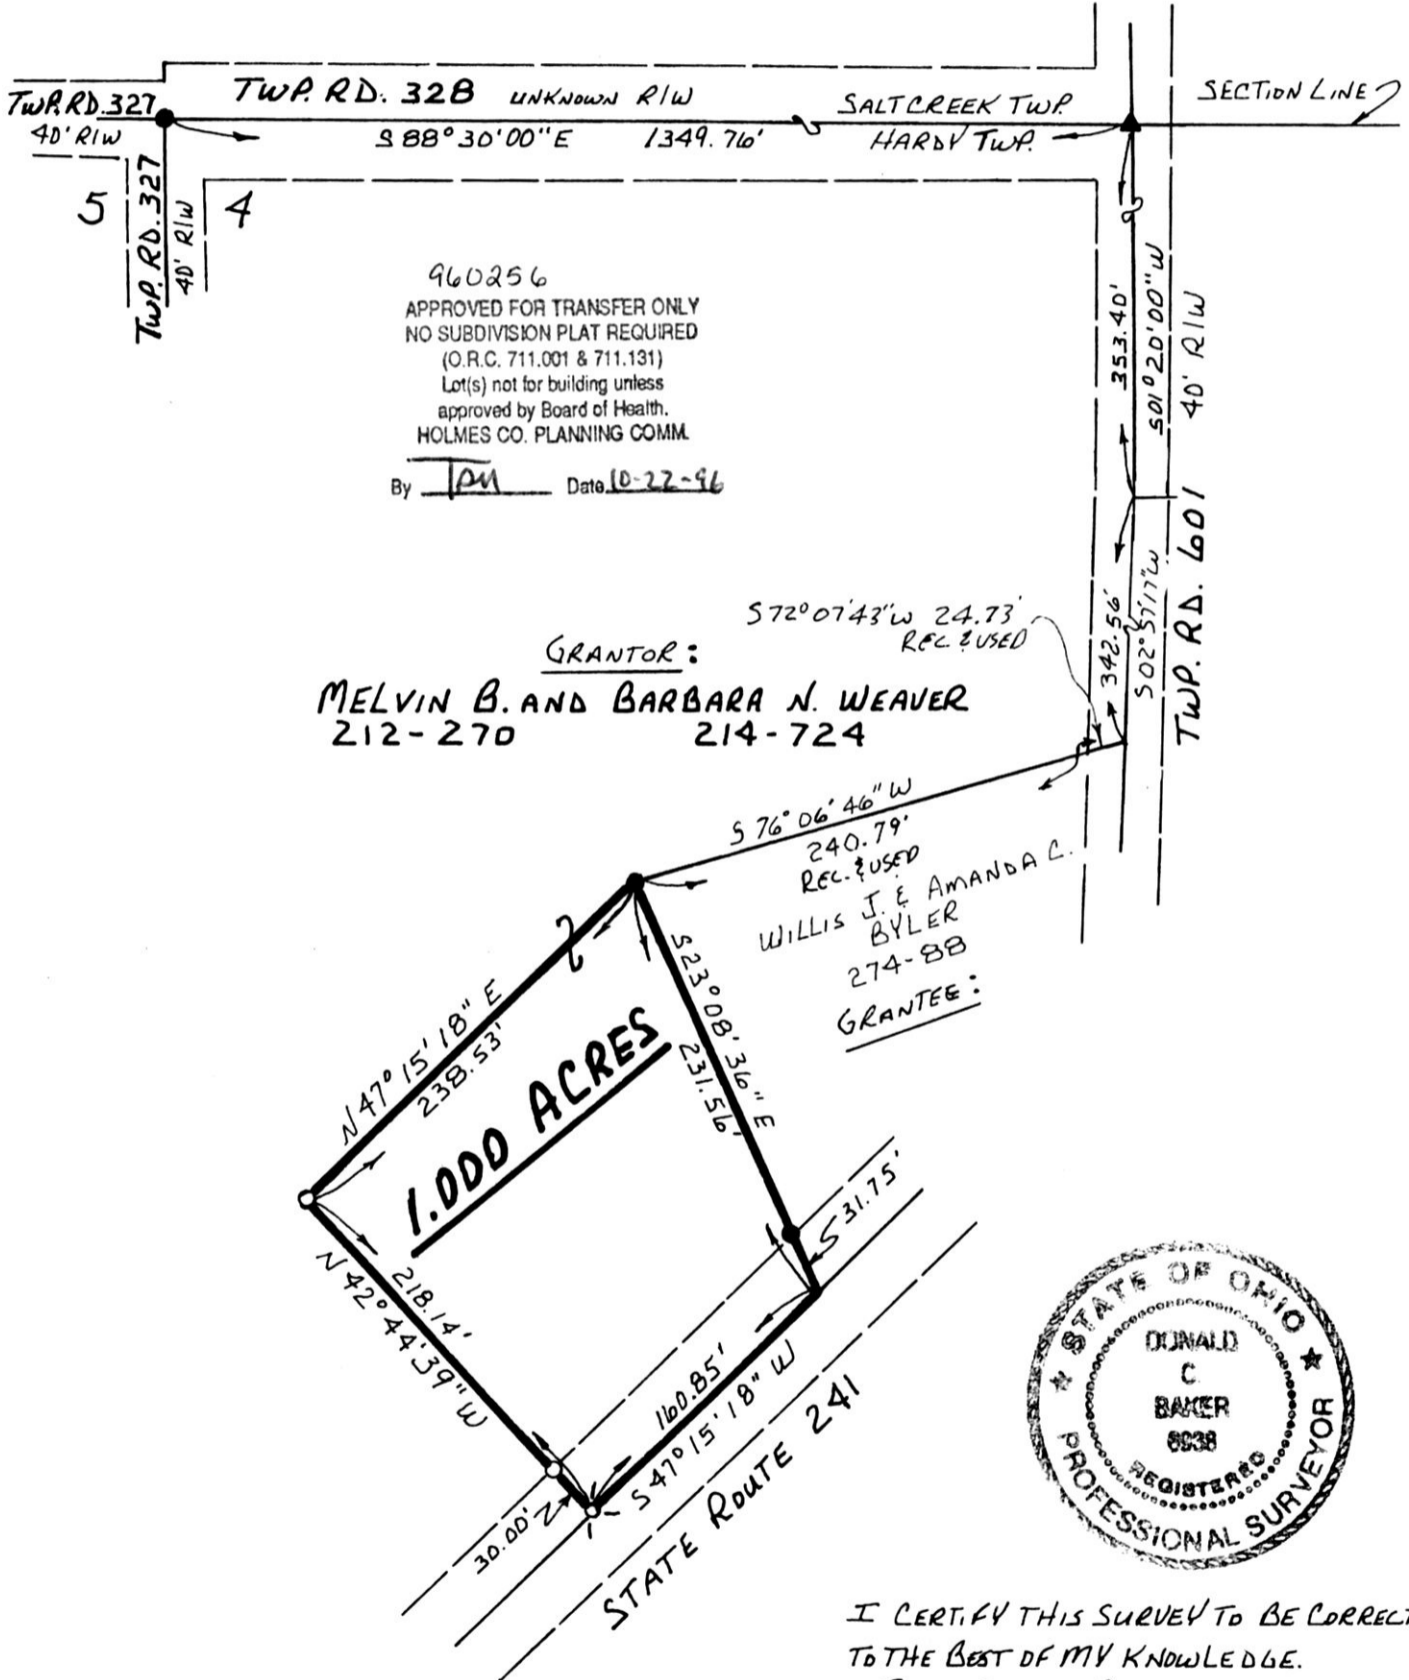 TWP. RD. 327
40' R/W
TWP. RD. 328 UNKNOWN R/W
S 88° 30' 00" E 1349.76'
SALTCREEK TWP.
HARDY TWP.
SECTION LINE
5
TWP. RD. 327
40' R/W
4
960256
APPROVED FOR TRANSFER ONLY
NO SUBDIVISION PLAT REQUIRED
(O.R.C. 711.001 & 711.131)
Lot(s) not for building unless
approved by Board of Health.
HOLMES CO. PLANNING COMM.
By Date 10-22-96
353.40'
S 01° 20' 00" W
40' R/W
TWP. RD. 601
342.56'
S 02° 57' 17" W
S 72° 07' 43" W 24.73'
REC. & USED
GRANTOR:
MELVIN B. AND BARBARA N. WEAVER
212-270 214-724
S 76° 06' 46" W
240.79'
REC. & USED
WILLIS J. & AMANDA C.
BYLER
274-88
GRANTEE:
N 47° 15' 18" E
238.53'
S 23° 08' 36" E
231.56'
1.000 ACRES
31.75'
N 42° 44' 39" W
218.14'
160.85'
S 47° 15' 18" W
30.00'
STATE ROUTE 241
STATE OF OHIO
DONALD
C.
BAKER
REGISTERED
PROFESSIONAL SURVEYOR
I CERTIFY THIS SURVEY TO BE CORRECT
TO THE BEST OF MY KNOWLEDGE.